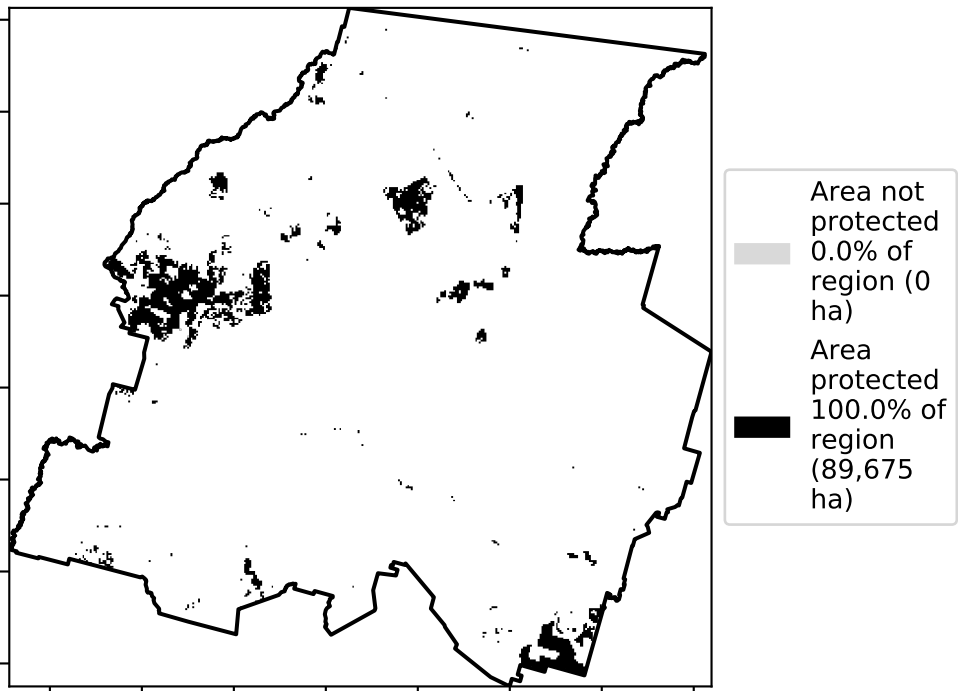 Area not
protected
0.0% of
region (0
ha)
Area
protected
100.0% of
region
(89,675
ha)